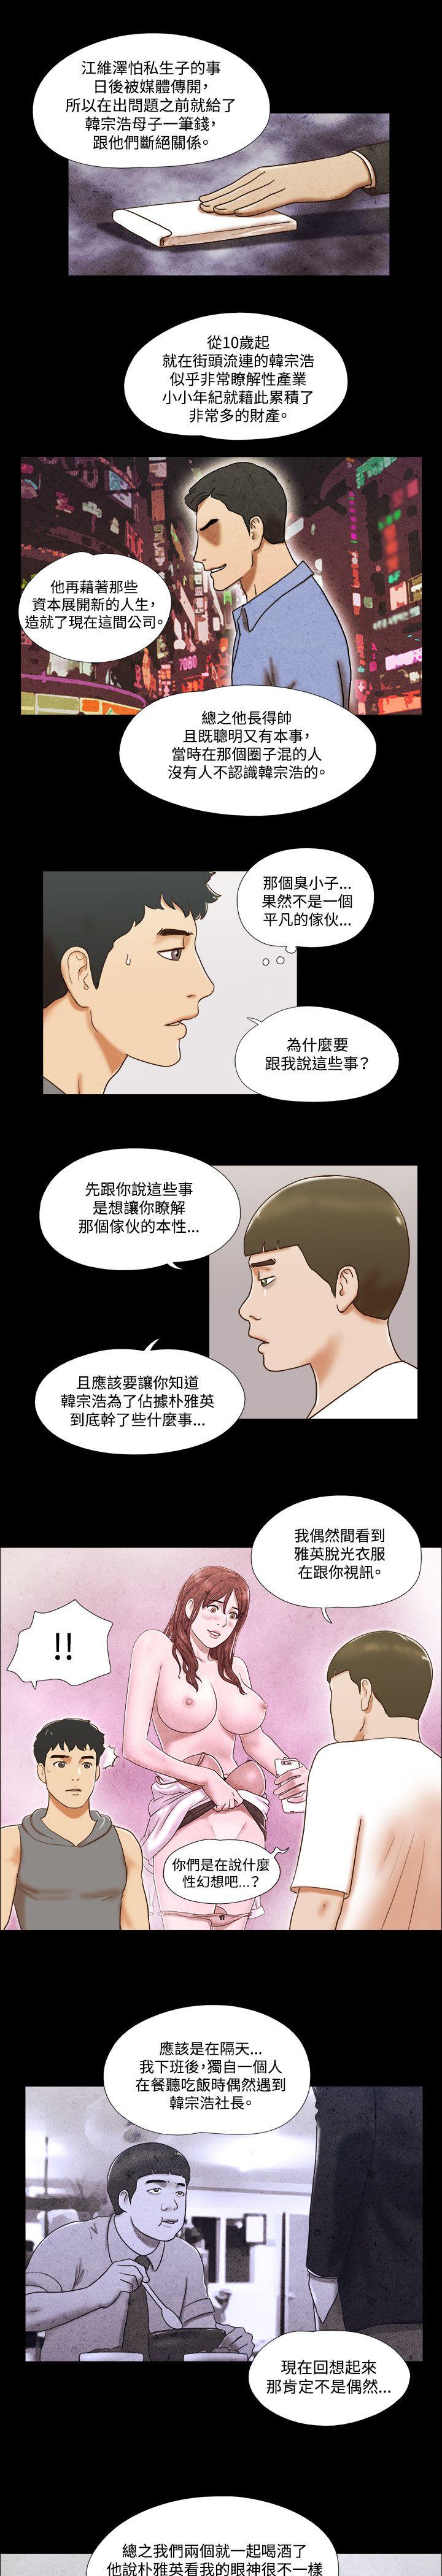 江維澤怕私生子的事
日後被媒體傳開，
所以在出問題之前就給了
韓宗浩母子一筆錢，
跟他們斷絕關係。
從10歲起
就在街頭流連的韓宗浩
似乎非常瞭解性產業
小小年紀就藉此累積了
非常多的財產。
他再藉著那些
資本展開新的人生，
造就了現在這間公司。
7080
總之他長得帥
且既聰明又有本事，
當時在那個圈子混的人
沒有人不認識韓宗浩的。
那個臭小子...
果然不是一個
平凡的傢伙...
為什麼要
跟我說這些事？
先跟你說這些事
是想讓你瞭解
那個傢伙的本性...
且應該要讓你知道
韓宗浩為了佔據朴雅英
到底幹了些什麼事...
我偶然間看到
雅英脫光衣服
在跟你視訊。
!!
你們是在說什麼
性幻想吧...？
應該是在隔天...
我下班後，獨自一個人
在餐廳吃飯時偶然遇到
韓宗浩社長。
現在回想起來
那肯定不是偶然...
總之我們兩個就一起喝酒了
他說朴雅英看我的眼神很不一樣